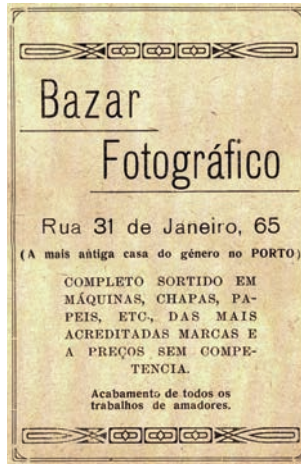 Bazar
Fotográfico
Rua 31 de Janeiro, 65
(A mais antiga casa do género no PORTO)
COMPLETO SORTIDO EM
MÁQUINAS, CHAPAS, PA-
PEIS, ETC., DAS MAIS
ACREDITADAS MARCAS E
A PREÇOS SEM COMPE-
TENCIA.
Acabamento de todos os
trabalhos de amadores.